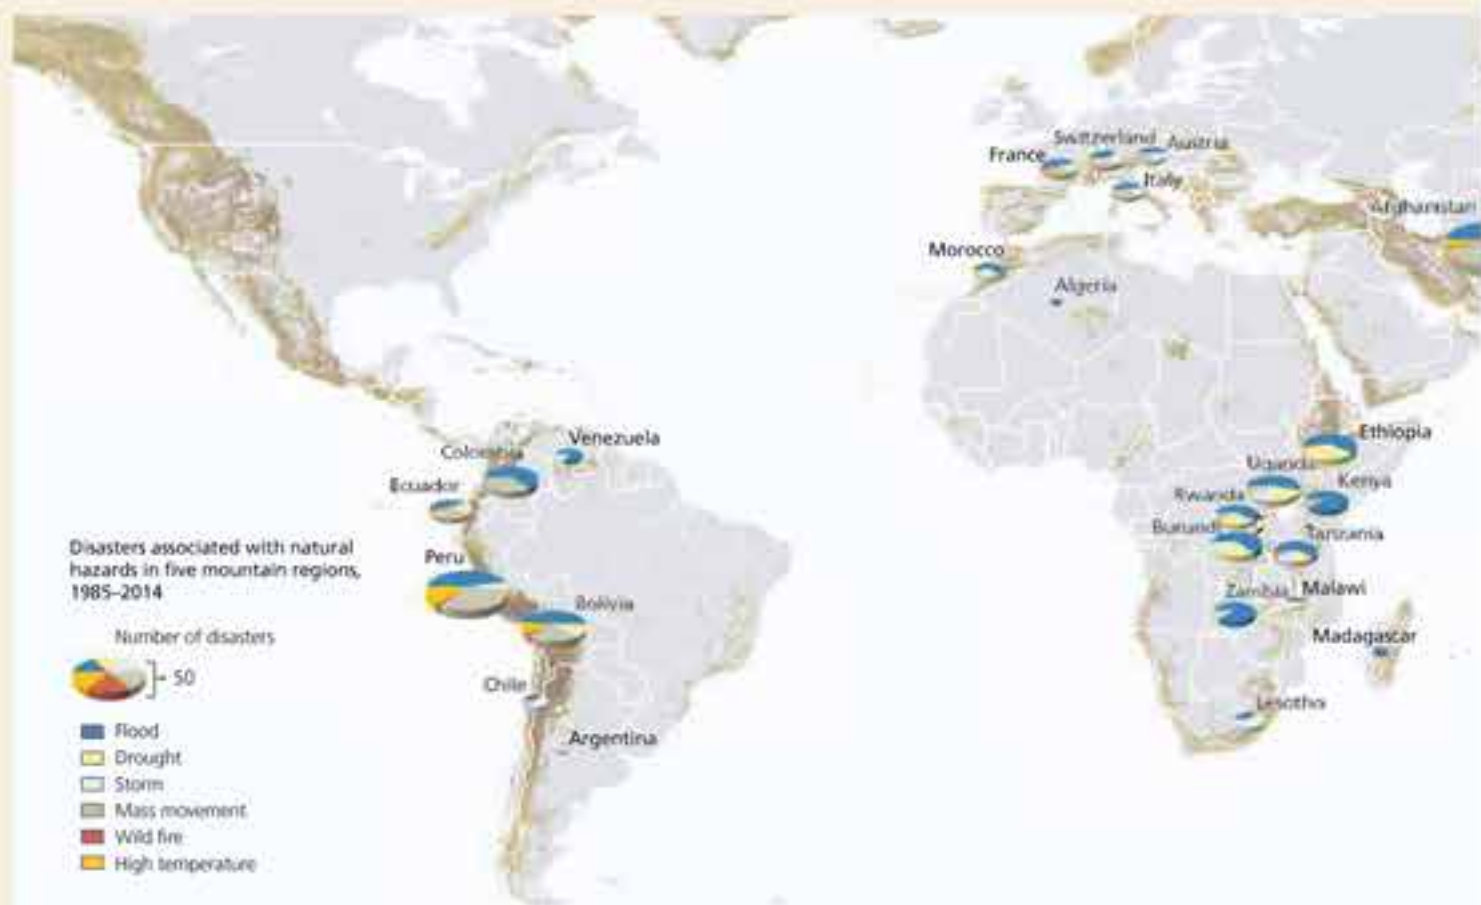 Switzerland
Austria
France
Italy
Afghanistan
Morocco
Algeria
Venezuela
Colombia
Ethiopia
Uganda
Ecuador
Kenya
Rwanda
Burundi
Tanzania
Disasters associated with natural
hazards in five mountain regions,
1985–2014
Peru
Zambia
Malawi
Bolivia
Number of disasters
Madagascar
50
Chile
Lesotho
Flood
Argentina
Drought
Storm
Mass movement
Wild fire
High temperature